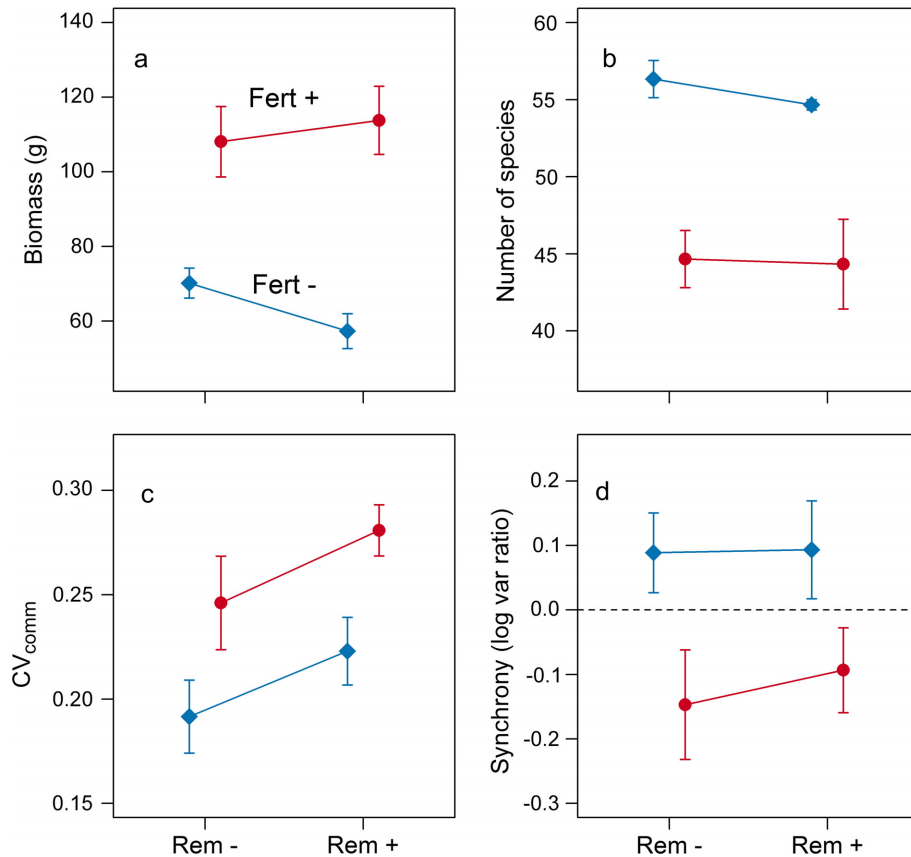 a
Fert +
Fert -
Biomass (g)
140
120
100
80
60
b
Number of species
60
55
50
45
40
c
CVcomm
0.30
0.25
0.20
0.15
Rem -
Rem +
d
Synchrony (log var ratio)
0.2
0.1
0.0
-0.1
-0.2
-0.3
Rem -
Rem +